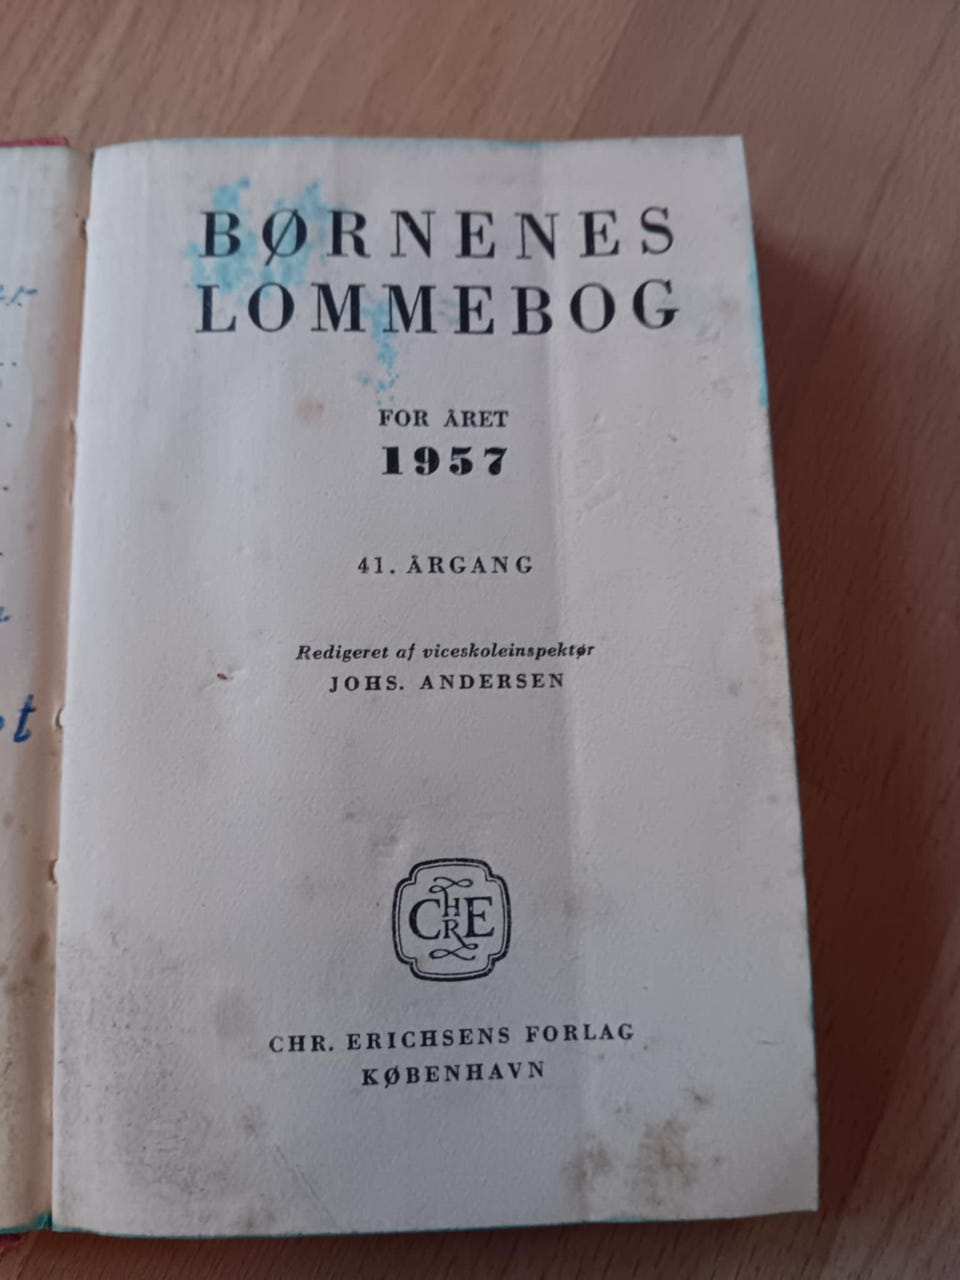 BØRNENES
LOMMEBOG
FOR ÅRET
1957
41. ÅRGANG
Redigeret af viceskoleinspektør
JOHS. ANDERSEN
CHRE
CHR. ERICHSENS FORLAG
KØBENHAVN